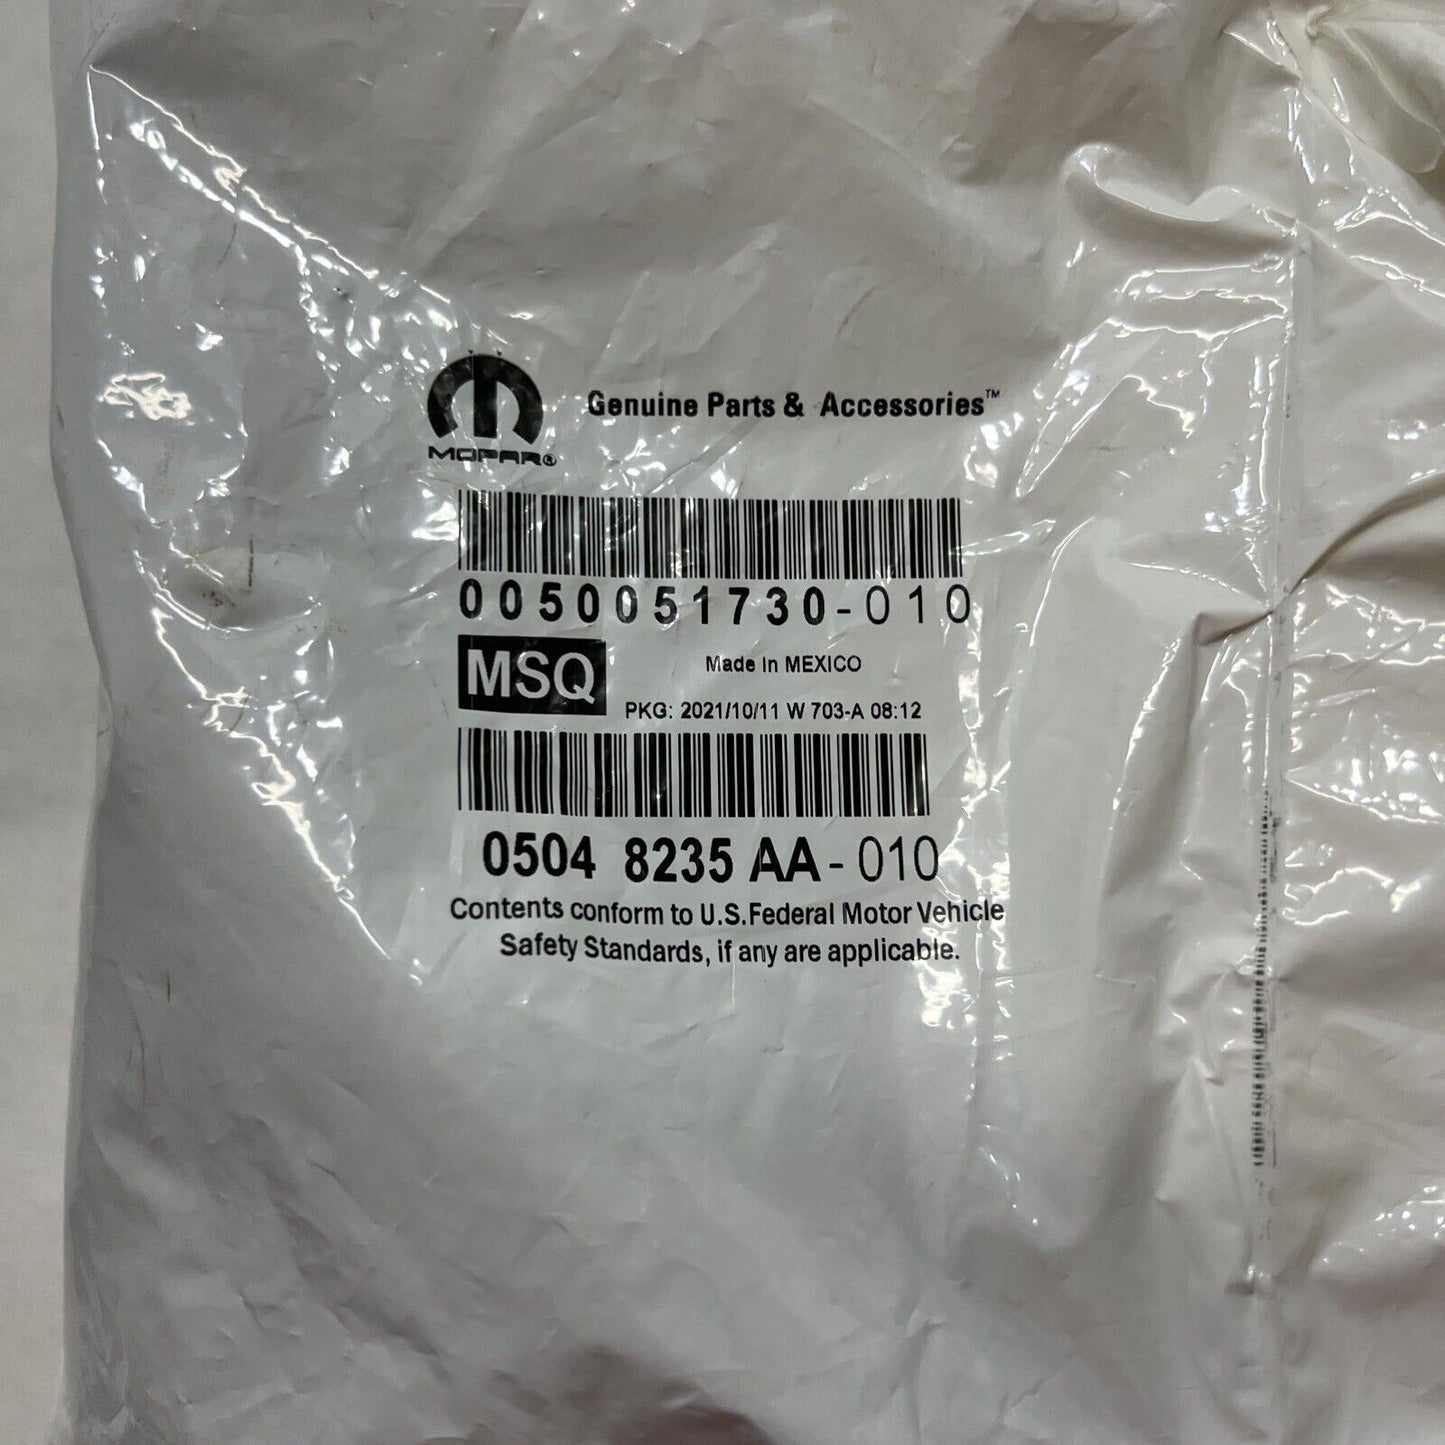 MOPAR®
Genuine Parts & Accessories™
0050051730-010
MSQ
Made In MEXICO
PKG: 2021/10/11 W 703-A 08:12
0504 8235 AA-010
Contents conform to U.S.Federal Motor Vehicle
Safety Standards, if any are applicable.